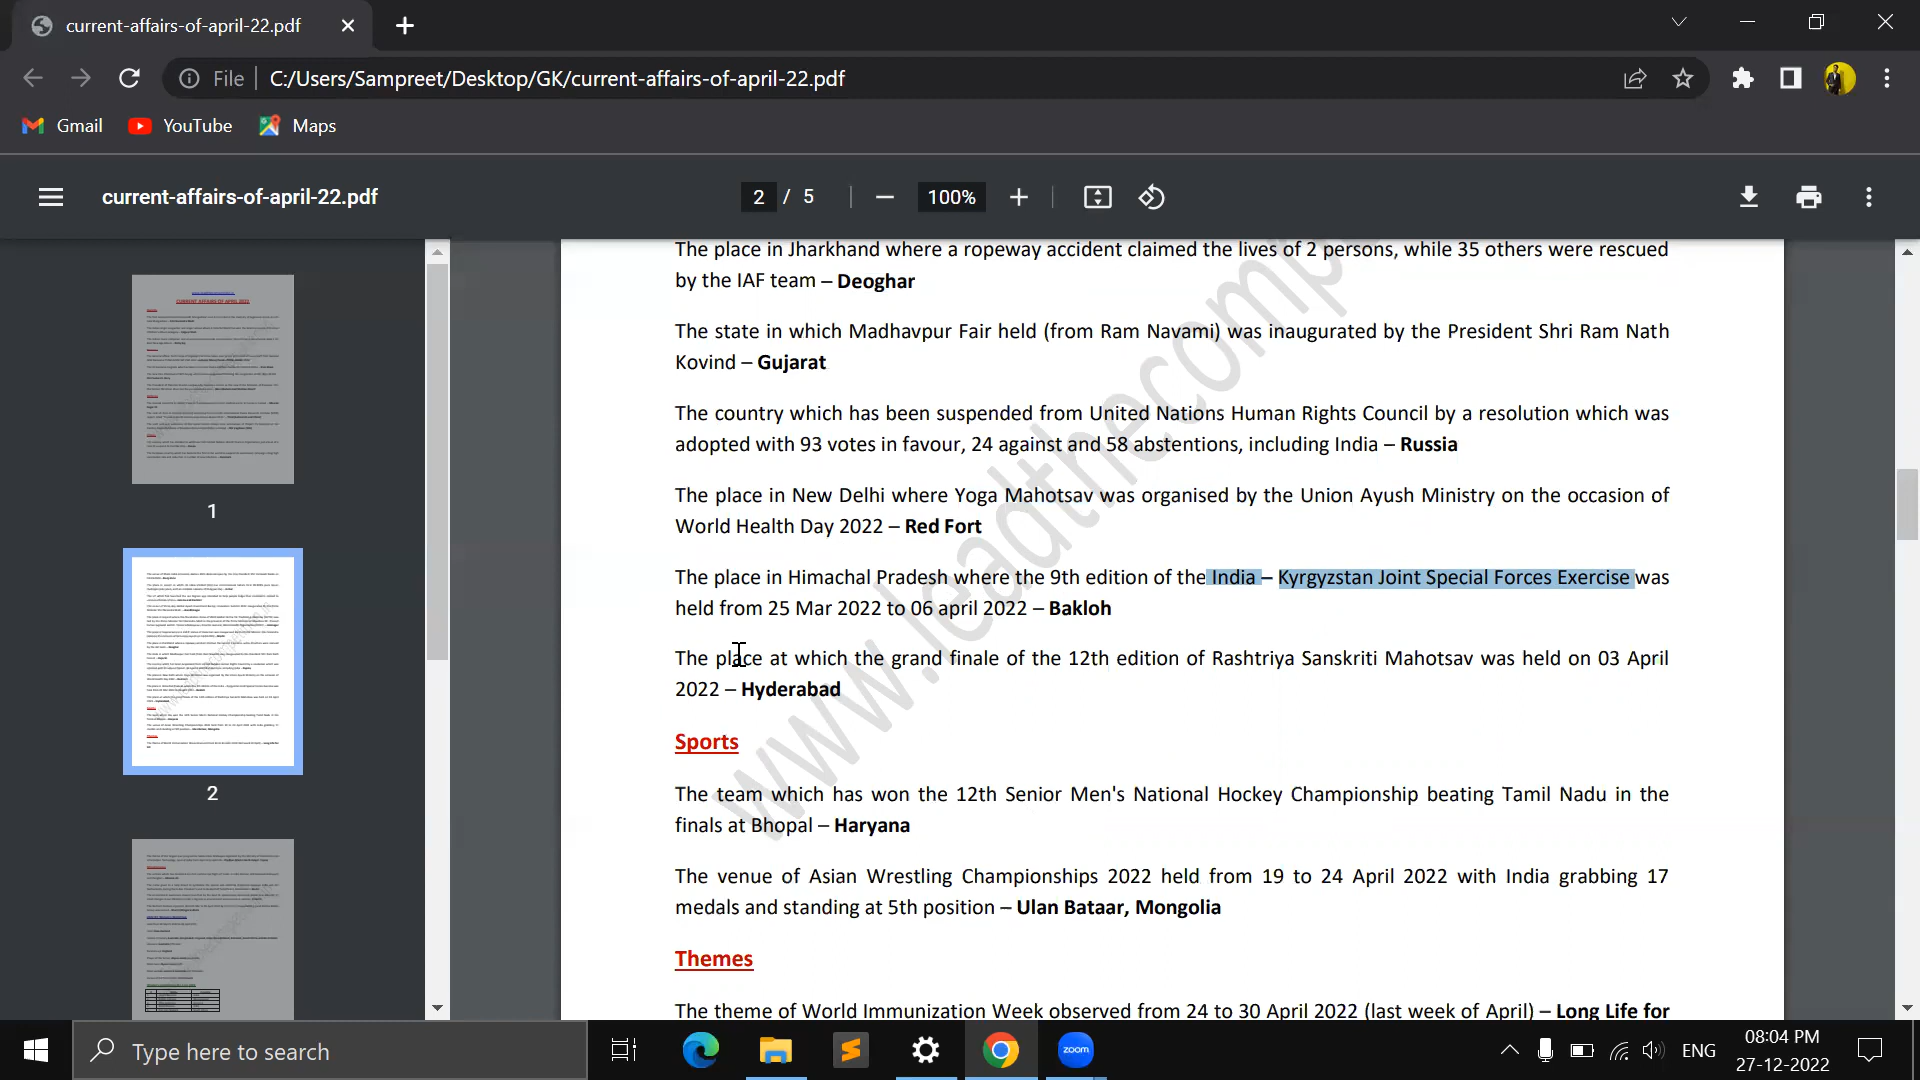 current-affairs-of-april-22.pdf
File
C:/Users/Sampreet/Desktop/GK/current-affairs-of-april-22.pdf
Gmail
YouTube
Maps
current-affairs-of-april-22.pdf
2 / 5
100%
1
2
The place in Jharkhand where a ropeway accident claimed the lives of 2 persons, while 35 others were rescued
by the IAF team – Deoghar
The state in which Madhavpur Fair held (from Ram Navami) was inaugurated by the President Shri Ram Nath
Kovind – Gujarat
The country which has been suspended from United Nations Human Rights Council by a resolution which was
adopted with 93 votes in favour, 24 against and 58 abstentions, including India – Russia
The place in New Delhi where Yoga Mahotsav was organised by the Union Ayush Ministry on the occasion of
World Health Day 2022 – Red Fort
The place in Himachal Pradesh where the 9th edition of the India – Kyrgyzstan Joint Special Forces Exercise was
held from 25 Mar 2022 to 06 april 2022 – Bakloh
The place at which the grand finale of the 12th edition of Rashtriya Sanskriti Mahotsav was held on 03 April
2022 – Hyderabad
Sports
The team which has won the 12th Senior Men's National Hockey Championship beating Tamil Nadu in the
finals at Bhopal – Haryana
The venue of Asian Wrestling Championships 2022 held from 19 to 24 April 2022 with India grabbing 17
medals and standing at 5th position – Ulan Bataar, Mongolia
Themes
The theme of World Immunization Week observed from 24 to 30 April 2022 (last week of April) – Long Life for
www.leadthecomp
Type here to search
zoom
ENG
08:04 PM
27-12-2022